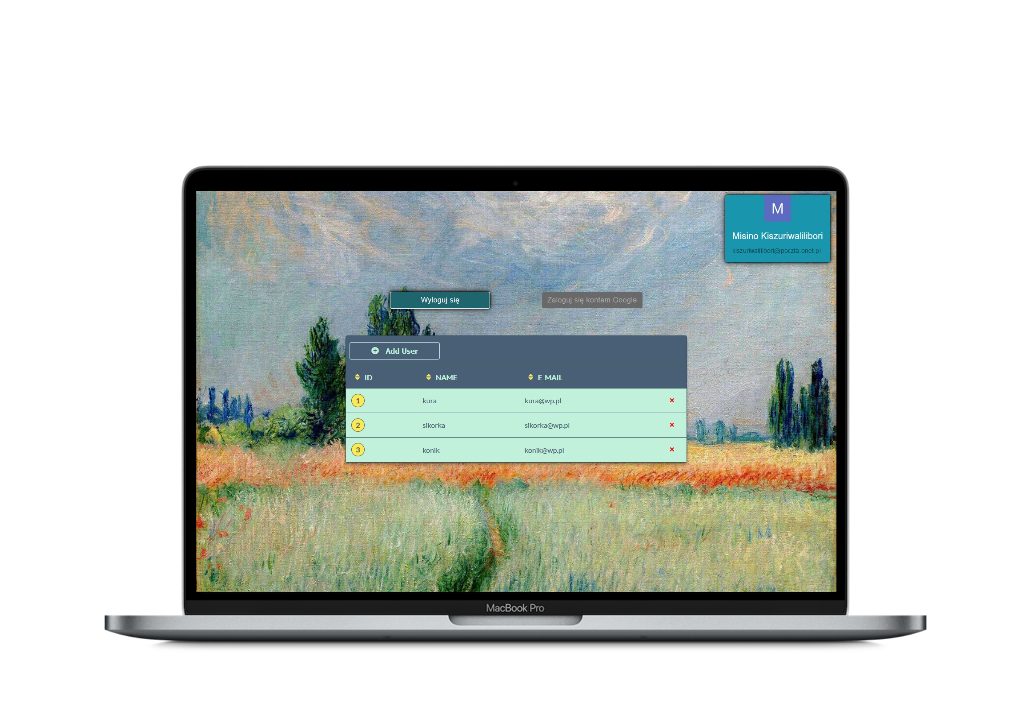 M
Misino Kiszuriwalilibori
kiszuriwalilibori@poczta.onet.pl
Wyloguj się
Zaloguj się kontem Google
Add User
ID NAME E MAIL
1 kura kura@wp.pl ×
2 sikorka sikorka@wp.pl ×
3 konik konik@wp.pl ×
MacBook Pro